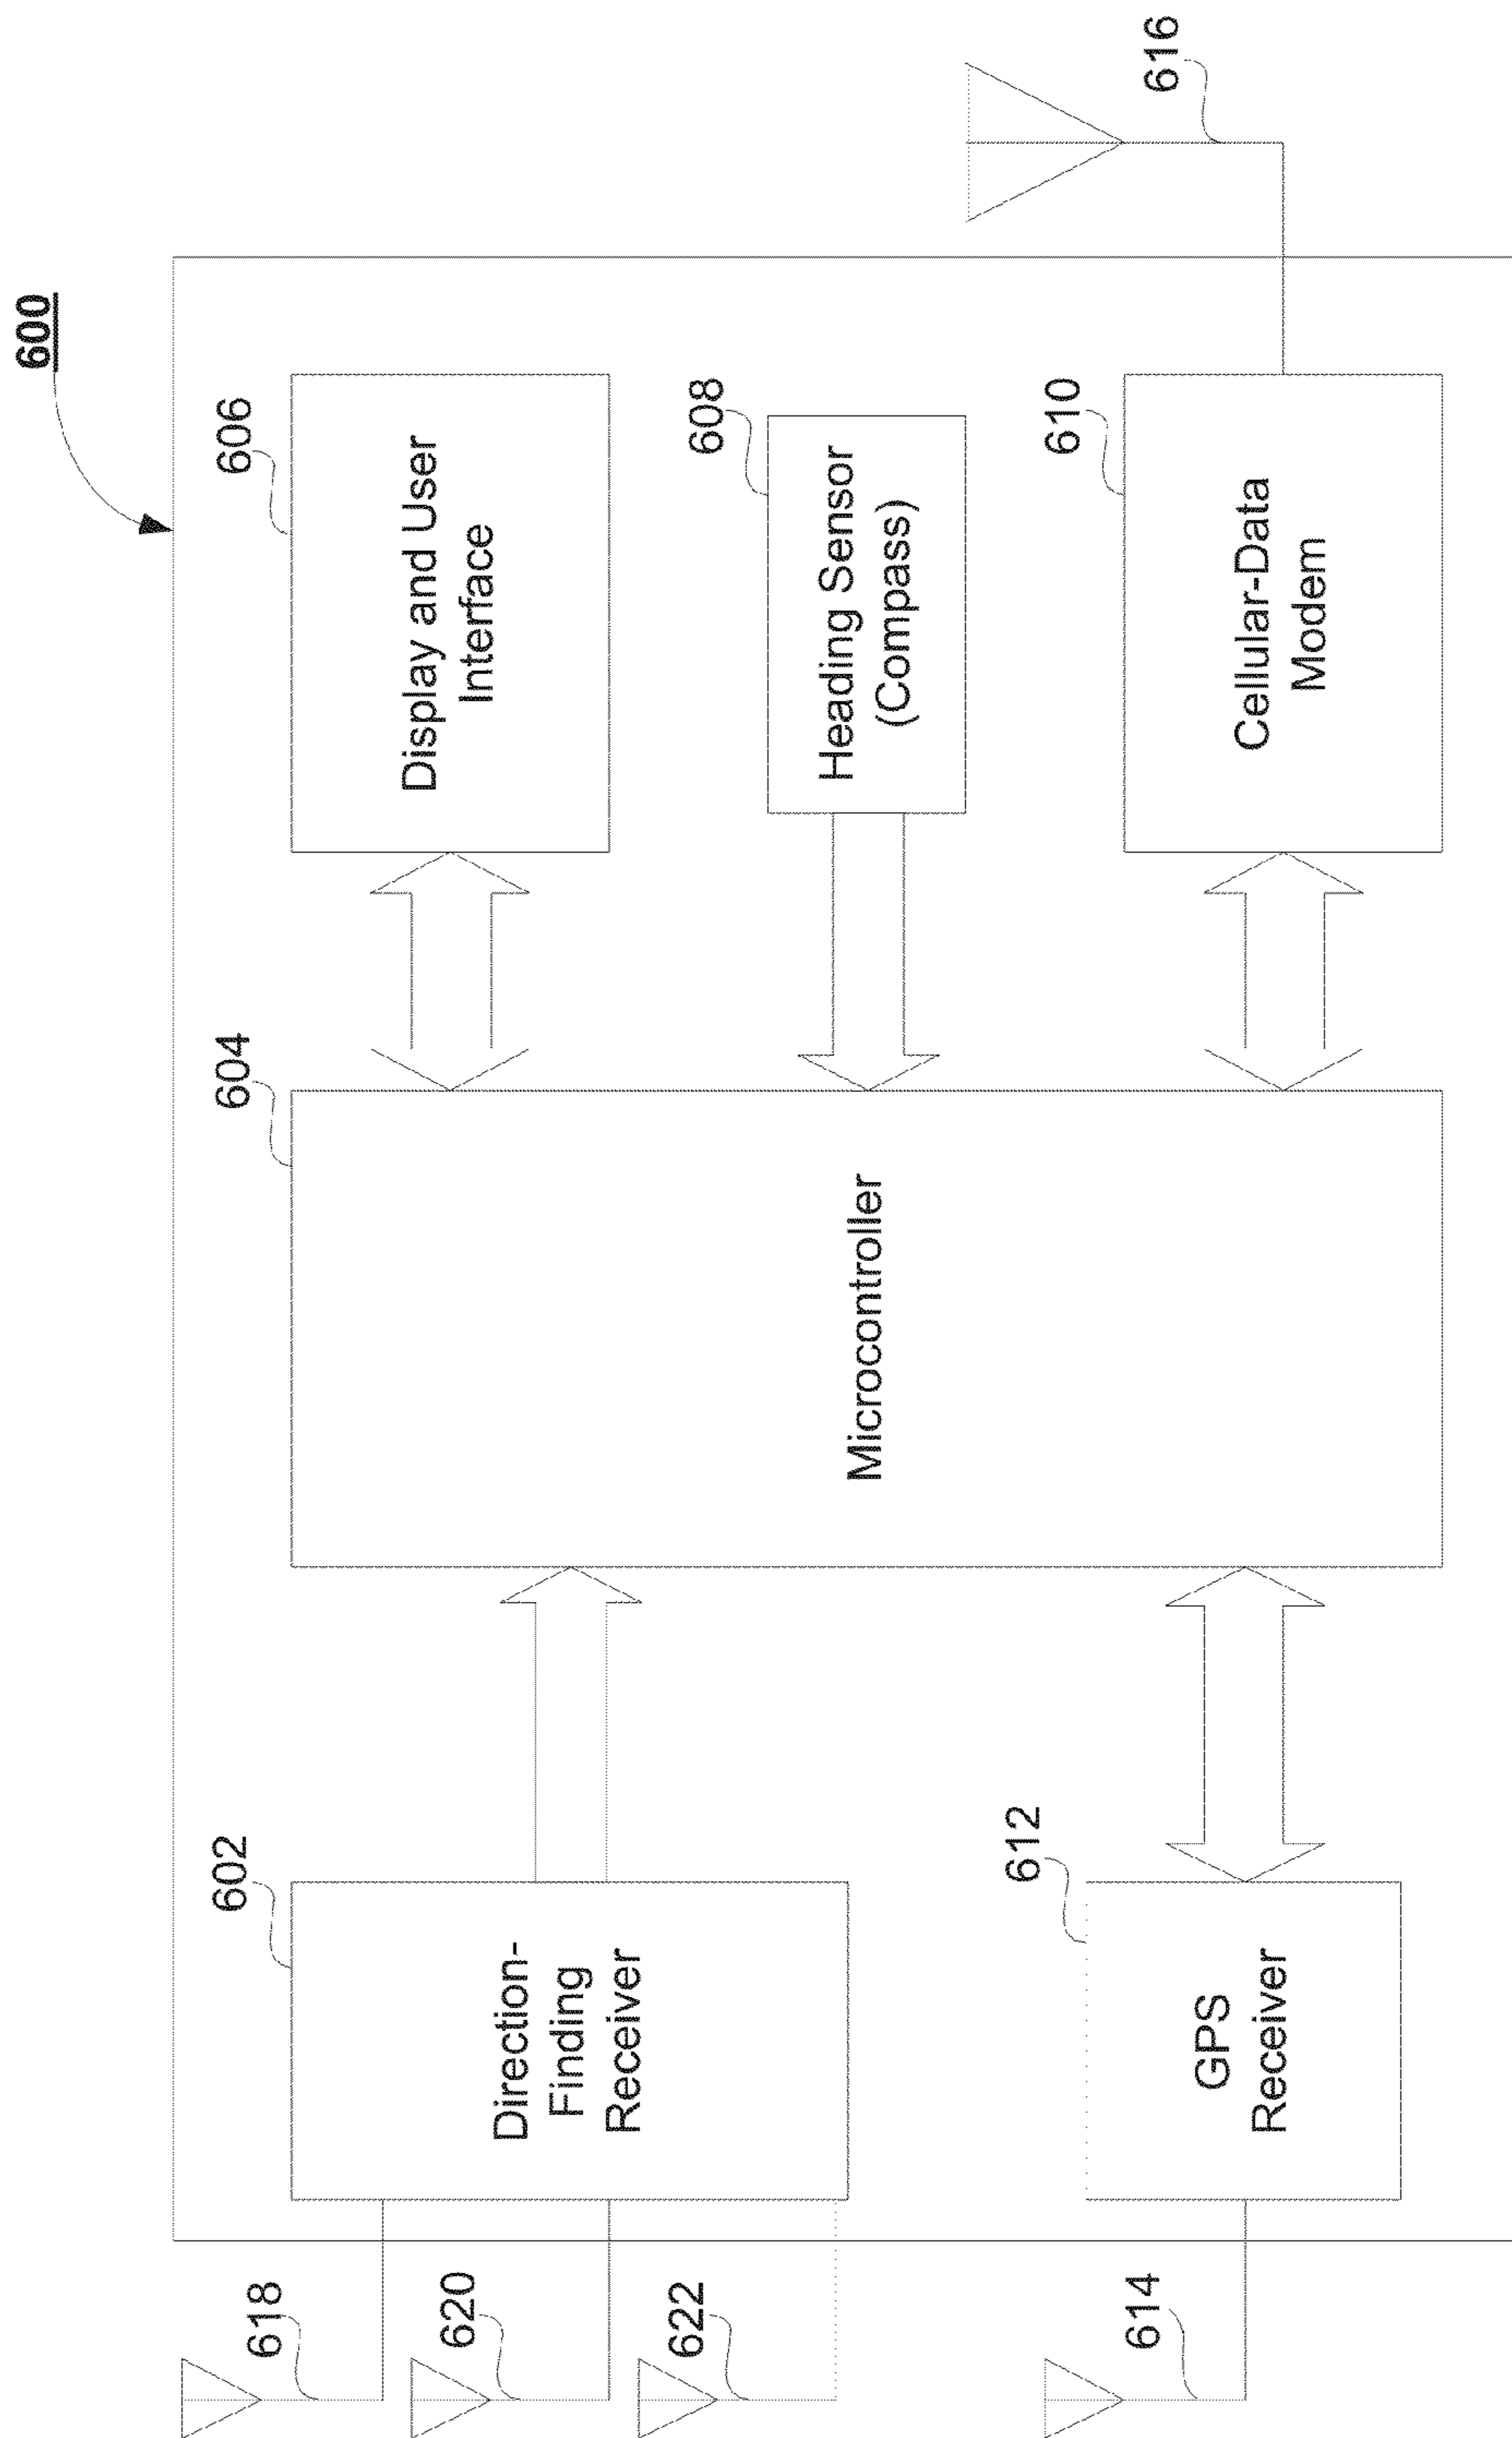 600
618
620
622
614
602
Direction-
Finding
Receiver
612
GPS
Receiver
604
Microcontroller
606
Display and User
Interface
608
Heading Sensor
(Compass)
610
Cellular-Data
Modem
616